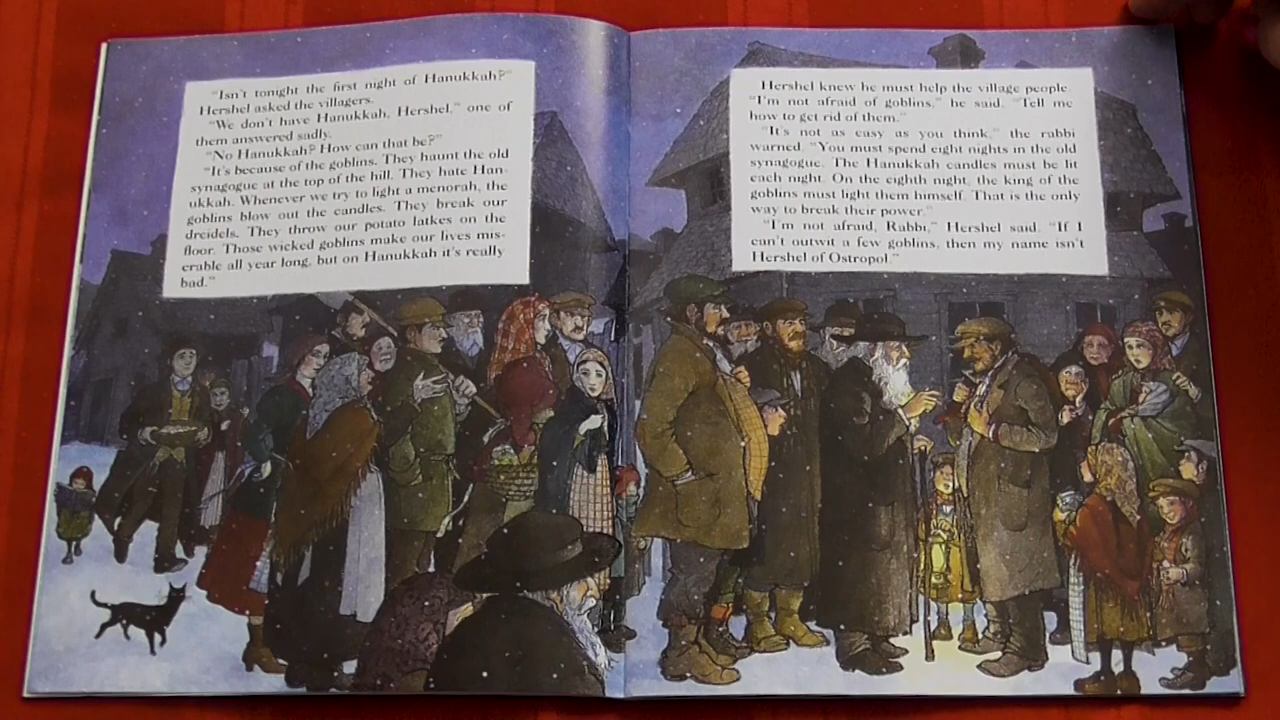 "Isn't tonight the first night of Hanukkah?"
Hershel asked the villagers.
"We don't have Hanukkah, Hershel," one of
them answered sadly.
"No Hanukkah? How can that be?"
"It's because of the goblins. They haunt the old
synagogue at the top of the hill. They hate Han-
ukkah. Whenever we try to light a menorah, the
goblins blow out the candles. They break our
dreidels. They throw our potato latkes on the
floor. Those wicked goblins make our lives mis-
erable all year long, but on Hanukkah it's really
bad."
Hershel knew he must help the village people.
"I'm not afraid of goblins," he said. "Tell me
how to get rid of them."
"It's not as easy as you think," the rabbi
warned. "You must spend eight nights in the old
synagogue. The Hanukkah candles must be lit
each night. On the eighth night, the king of the
goblins must light them himself. That is the only
way to break their power."
"I'm not afraid, Rabbi," Hershel said. "If I
can't outwit a few goblins, then my name isn't
Hershel of Ostropol."